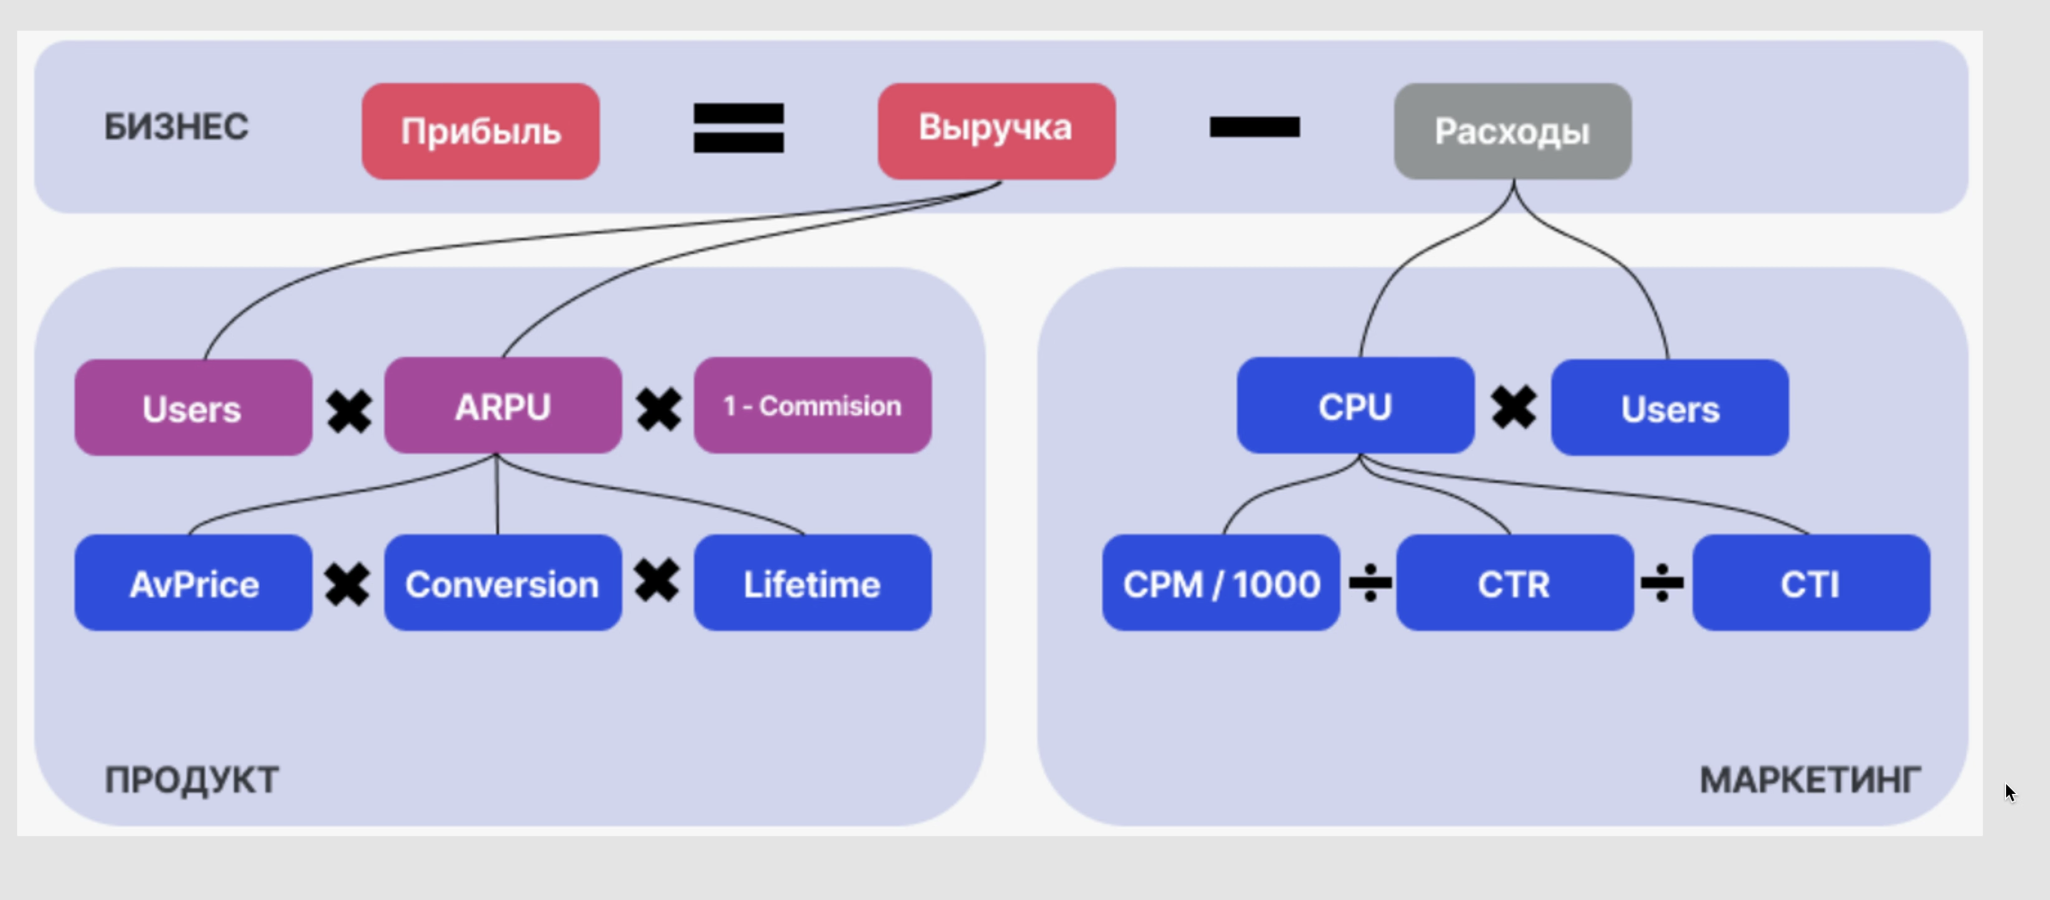 БИЗНЕС
Прибыль
=
Выручка
—
Расходы
Users
✖
ARPU
✖
1 - Commision
CPU
✖
Users
AvPrice
✖
Conversion
✖
Lifetime
CPM / 1000
÷
CTR
÷
CTI
ПРОДУКТ
МАРКЕТИНГ